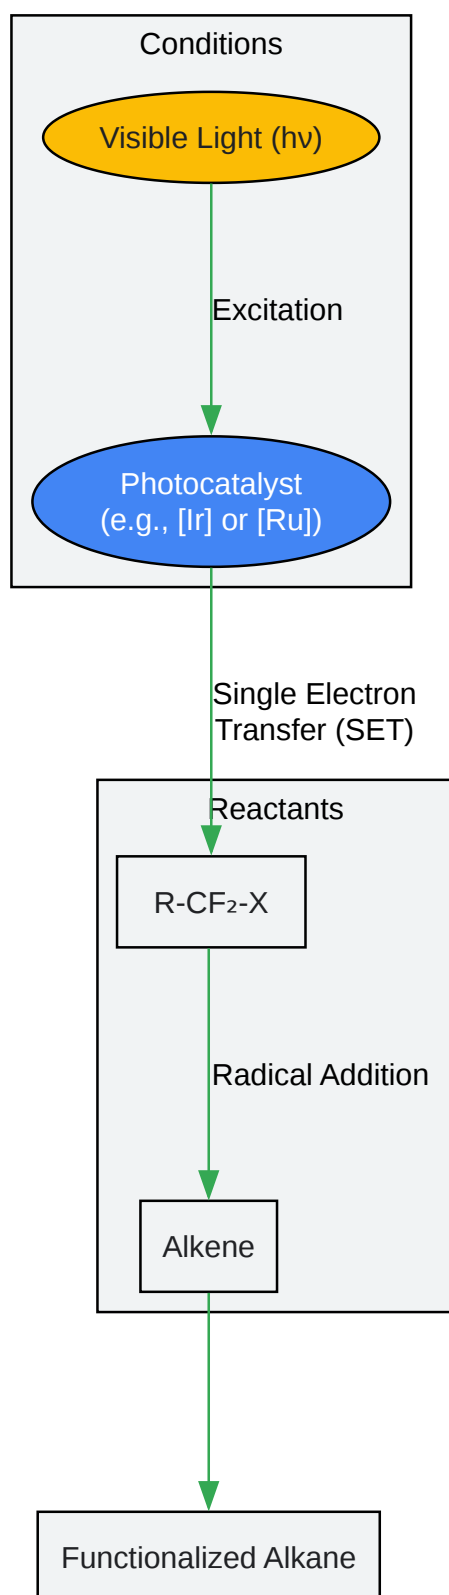 Conditions
Visible Light (hν)
Excitation
Photocatalyst
(e.g., [Ir] or [Ru])
Single Electron
Transfer (SET)
Reactants
R-CF₂-X
Radical Addition
Alkene
Functionalized Alkane